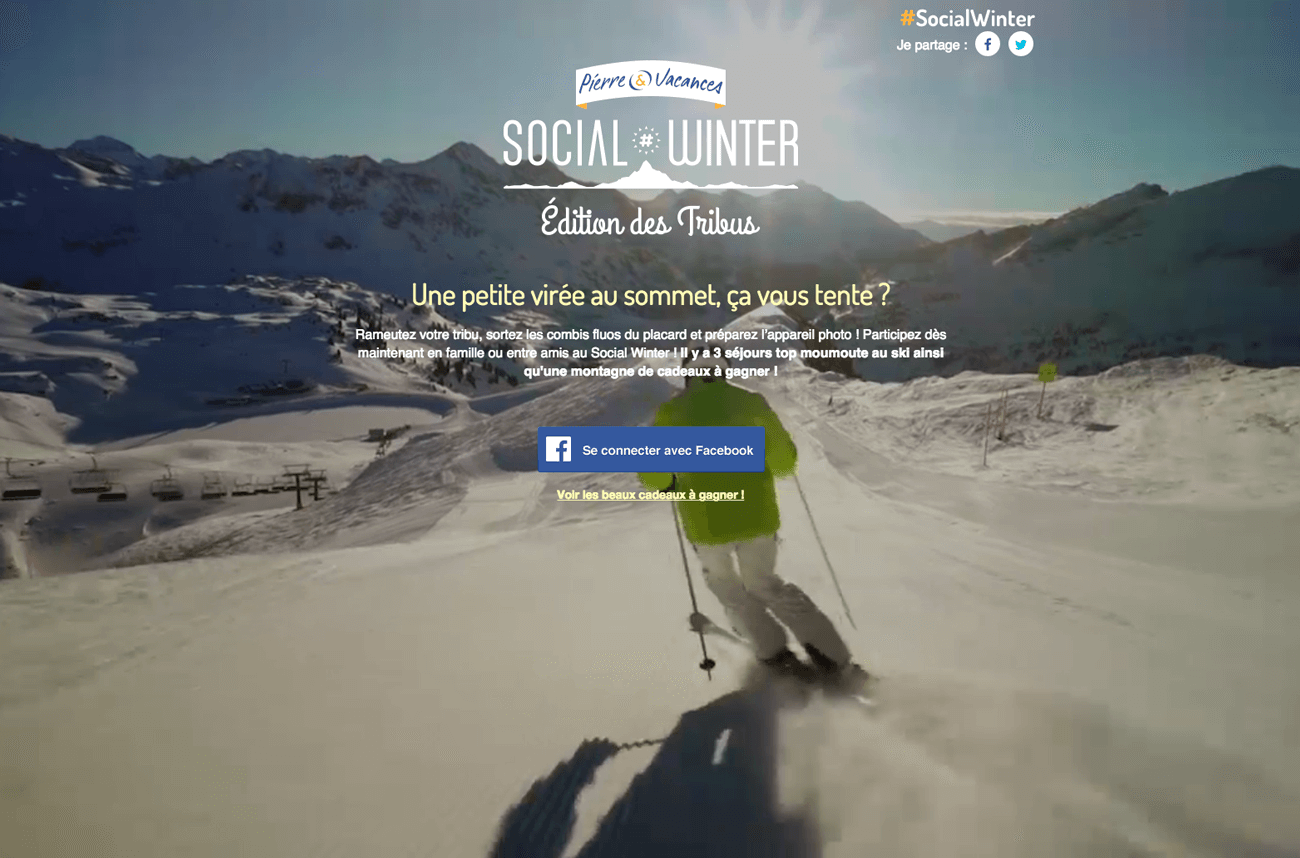 #SocialWinter
Je partage :
Pierre & Vacances
SOCIAL # WINTER
Édition des Tribus
Une petite virée au sommet, ça vous tente ?
Rameutez votre tribu, sortez les combis fluos du placard et préparez l'appareil photo ! Participez dès
maintenant en famille ou entre amis au Social Winter ! Il y a 3 séjours top moumoute au ski ainsi
qu'une montagne de cadeaux à gagner !
Se connecter avec Facebook
Voir les beaux cadeaux à gagner !